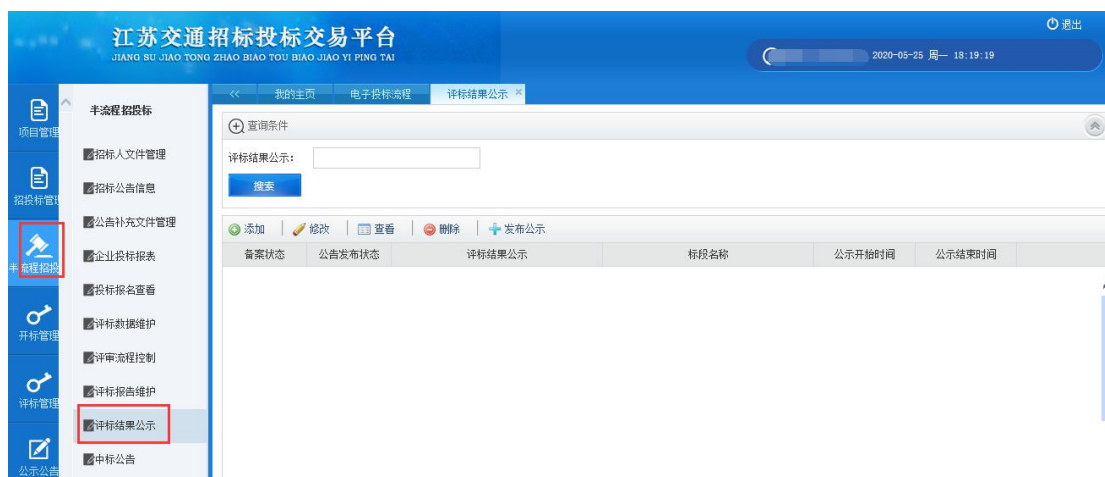 江苏交通招标投标交易平台
JIANG SU JIAO TONG ZHAO BIAO TOU BIAO JIAO YI PING TAI
退出
2020-05-25 周一 18:19:19
<< 我的主页 电子投标流程 评标结果公示 ×
项目管理
招投标管理
半流程招投
开标管理
评标管理
公示公告
半流程招投标
招标人文件管理
招标公告信息
公告补充文件管理
企业投标报表
投标报名查看
评标数据维护
评审流程控制
评标报告维护
评标结果公示
中标公告
查询条件
评标结果公示：
搜索
添加 修改 查看 删除 发布公示
备案状态 公告发布状态 评标结果公示 标段名称 公示开始时间 公示结束时间